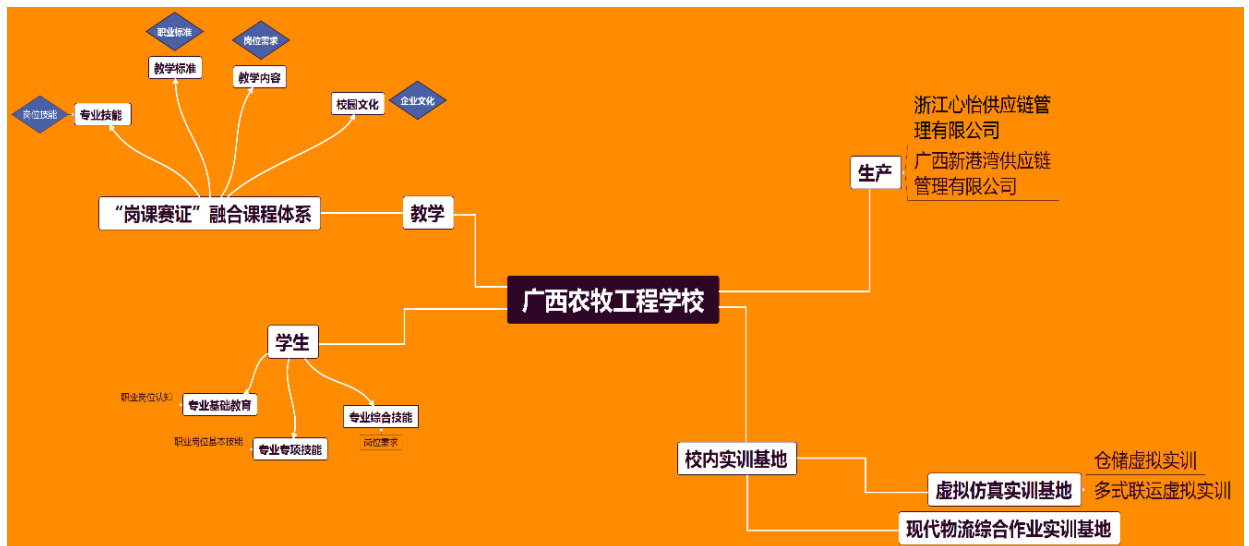 职业标准
岗位需求
教学标准
教学内容
岗位技能
专业技能
校园文化
企业文化
“岗课赛证”融合课程体系
教学
浙江心怡供应链管
理有限公司
生产
广西新港湾供应链
管理有限公司
广西农牧工程学校
学生
职业岗位认知
专业基础教育
专业综合技能
职业岗位基本技能
专业专项技能
岗位需求
校内实训基地
仓储虚拟实训
虚拟仿真实训基地
多式联运虚拟实训
现代物流综合作业实训基地